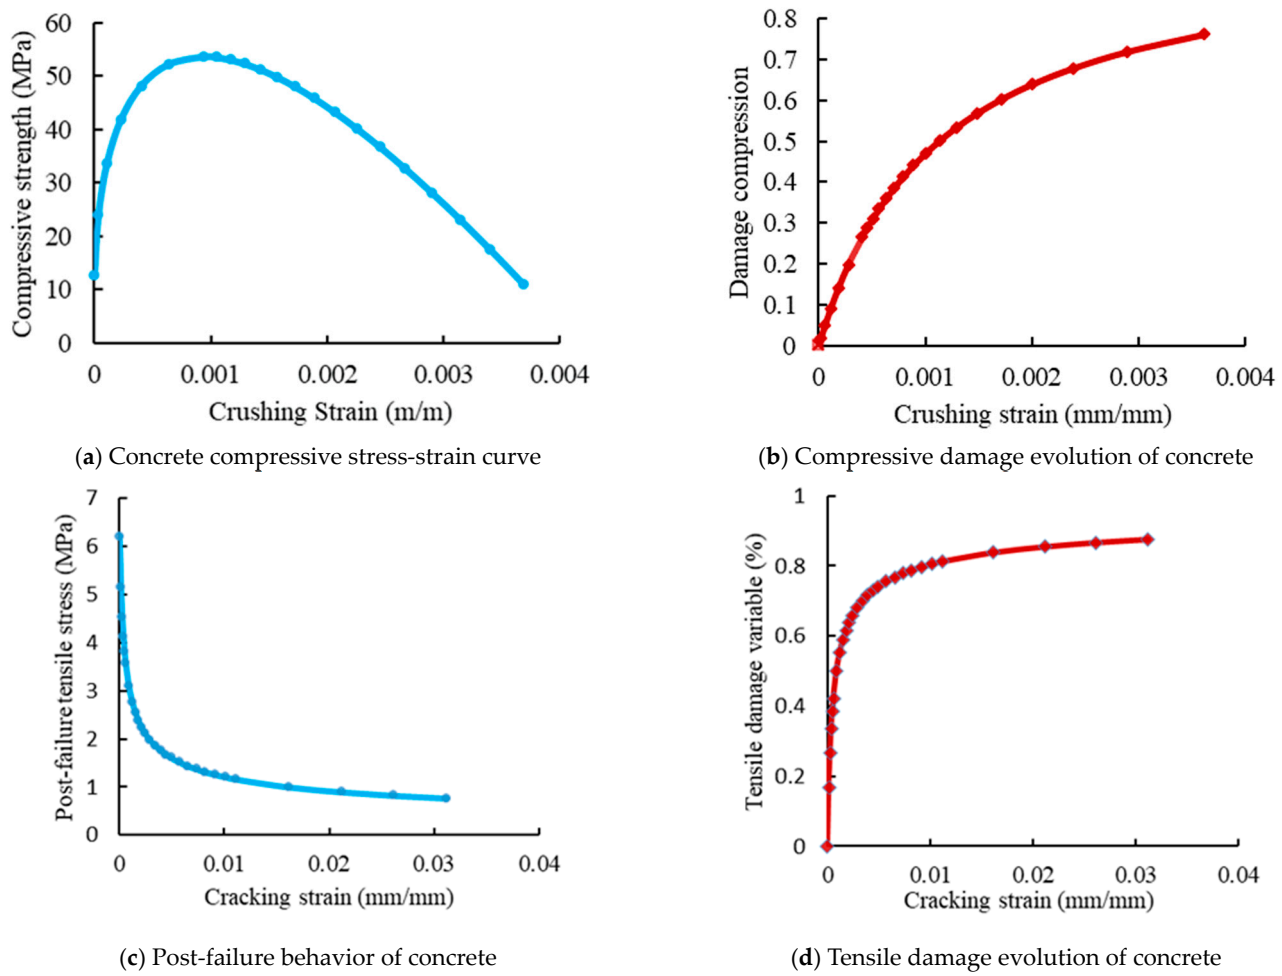 Compressive strength (MPa)
60
50
40
30
20
10
0
0 0.001 0.002 0.003 0.004
Crushing Strain (m/m)
(a) Concrete compressive stress-strain curve
Damage compression
0.8
0.7
0.6
0.5
0.4
0.3
0.2
0.1
0
0 0.001 0.002 0.003 0.004
Crushing strain (mm/mm)
(b) Compressive damage evolution of concrete
Post-failure tensile stress (MPa)
7
6
5
4
3
2
1
0
0 0.01 0.02 0.03 0.04
Cracking strain (mm/mm)
(c) Post-failure behavior of concrete
Tensile damage variable (%)
1
0.8
0.6
0.4
0.2
0
0 0.01 0.02 0.03 0.04
Cracking strain (mm/mm)
(d) Tensile damage evolution of concrete